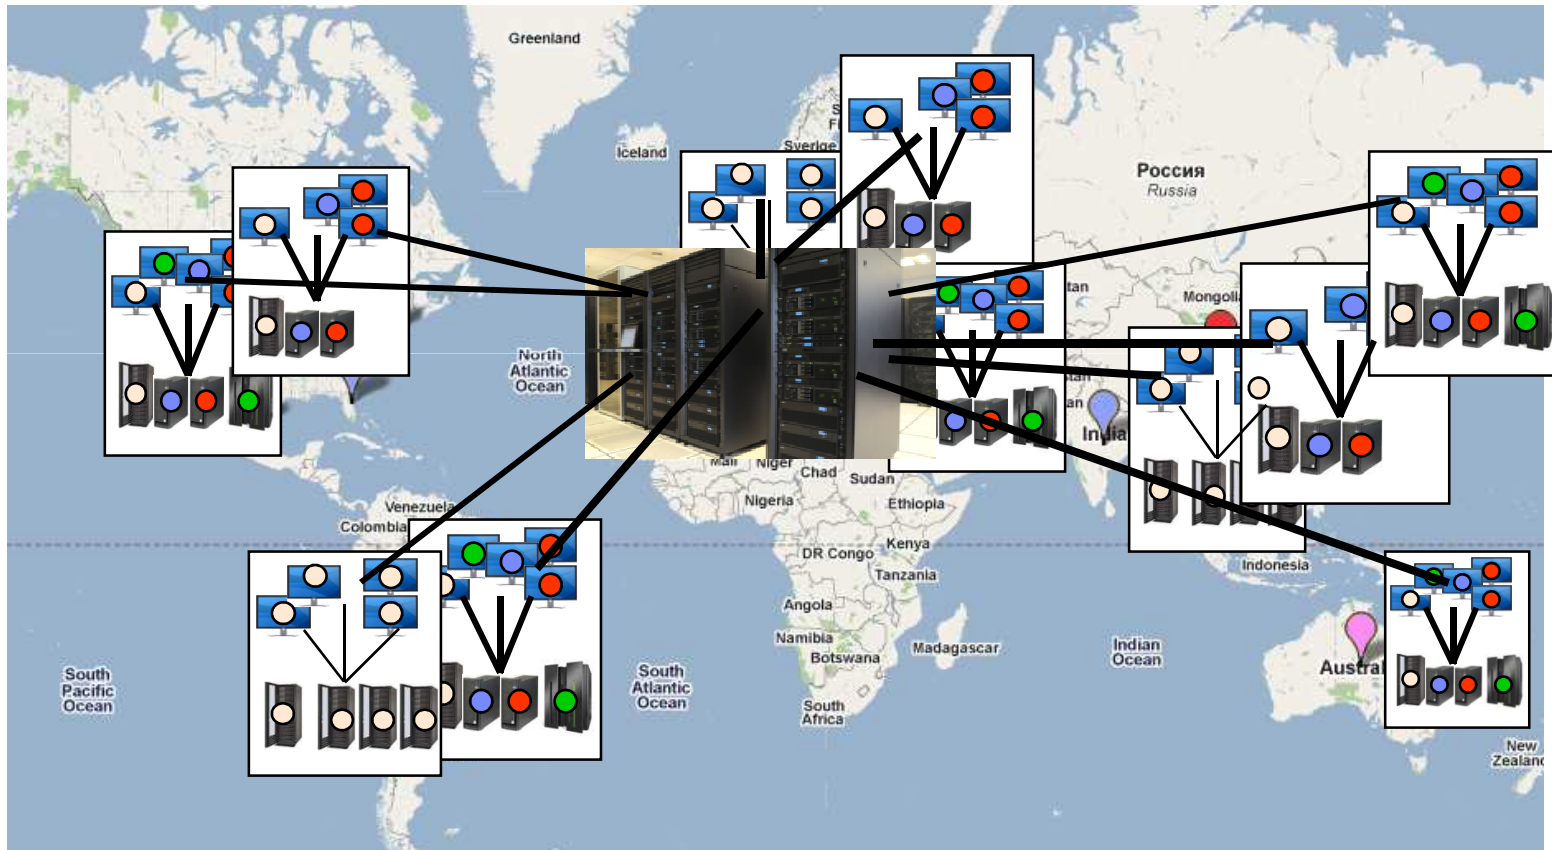 Greenland
Iceland
Sverige
Россия
Russia
North
Atlantic
Ocean
India
Mali
Niger
Chad
Sudan
Nigeria
Ethiopia
Venezuela
Colombia
DR Congo
Kenya
Tanzania
Indonesia
Angola
Namibia
Botswana
Madagascar
Indian
Ocean
Austral
South
Pacific
Ocean
South
Atlantic
Ocean
South
Africa
New
Zealand